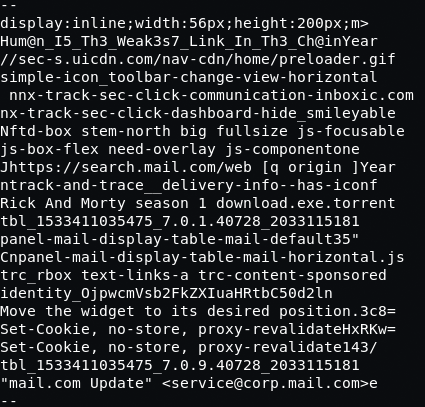 --
display:inline;width:56px;height:200px;m>
Hum@n_I5_Th3_Weak3s7_Link_In_Th3_Ch@inYear
//sec-s.uicdn.com/nav-cdn/home/preloader.gif
simple-icon_toolbar-change-view-horizontal
nnx-track-sec-click-communication-inboxic.com
nx-track-sec-click-dashboard-hide_smileyable
Nftd-box stem-north big fullsize js-focusable
js-box-flex need-overlay js-componentone
Jhttps://search.mail.com/web [q origin ]Year
ntrack-and-trace__delivery-info--has-iconf
Rick And Morty season 1 download.exe.torrent
tbl_1533411035475_7.0.1.40728_2033115181
panel-mail-display-table-mail-default35"
Cnpanel-mail-display-table-mail-horizontal.js
trc_rbox text-links-a trc-content-sponsored
identity_OjpwcmVsb2FkZXIuaHRtbC50d2ln
Move the widget to its desired position.3c8=
Set-Cookie, no-store, proxy-revalidateHxRKw=
Set-Cookie, no-store, proxy-revalidate143/
tbl_1533411035475_7.0.9.40728_2033115181
"mail.com Update" <service@corp.mail.com>e
--